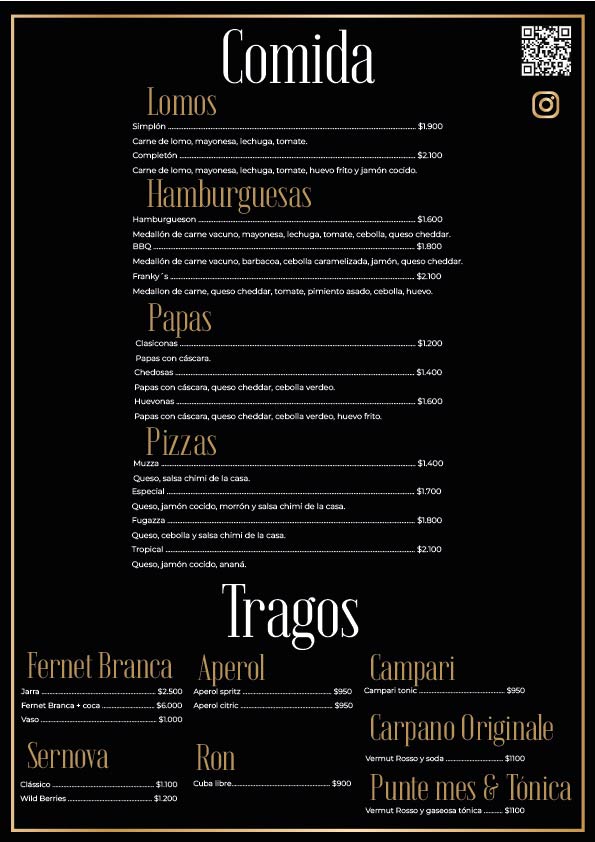 Comida
Lomos
Simplón ........ $1.900
Carne de lomo, mayonesa, lechuga, tomate.
Completón ........ $2.100
Carne de lomo, mayonesa, lechuga, tomate, huevo frito y jamón cocido.
Hamburguesas
Hamburgueson ........ $1.600
Medallón de carne vacuno, mayonesa, lechuga, tomate, cebolla, queso cheddar.
BBQ ........ $1.800
Medallón de carne vacuno, barbacoa, cebolla caramelizada, jamón, queso cheddar.
Franky´s ........ $2.100
Medallon de carne, queso cheddar, tomate, pimiento asado, cebolla, huevo.
Papas
Clasiconas ........ $1.200
Papas con cáscara.
Chedosas ........ $1.400
Papas con cáscara, queso cheddar, cebolla verdeo.
Huevonas ........ $1.600
Papas con cáscara, queso cheddar, cebolla verdeo, huevo frito.
Pizzas
Muzza ........ $1.400
Queso, salsa chimi de la casa.
Especial ........ $1.700
Queso, jamón cocido, morrón y salsa chimi de la casa.
Fugazza ........ $1.800
Queso, cebolla y salsa chimi de la casa.
Tropical ........ $2.100
Queso, jamón cocido, ananá.
Tragos
Fernet Branca
Jarra ........ $2.500
Fernet Branca + coca ........ $6.000
Vaso ........ $1.000
Sernova
Clássico ........ $1.100
Wild Berries ........ $1.200
Aperol
Aperol spritz ........ $950
Aperol citric ........ $950
Ron
Cuba libre........ $900
Campari
Campari tonic ........ $950
Carpano Originale
Vermut Rosso y soda ........ $1100
Punte mes & Tónica
Vermut Rosso y gaseosa tónica ........ $1100